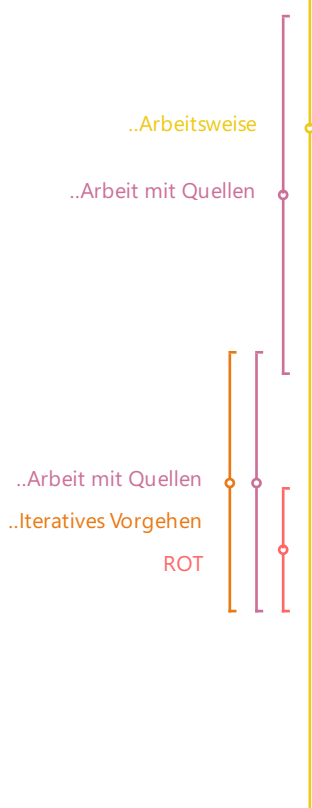 ..Arbeitsweise
..Arbeit mit Quellen
..Arbeit mit Quellen
..Iteratives Vorgehen
ROT